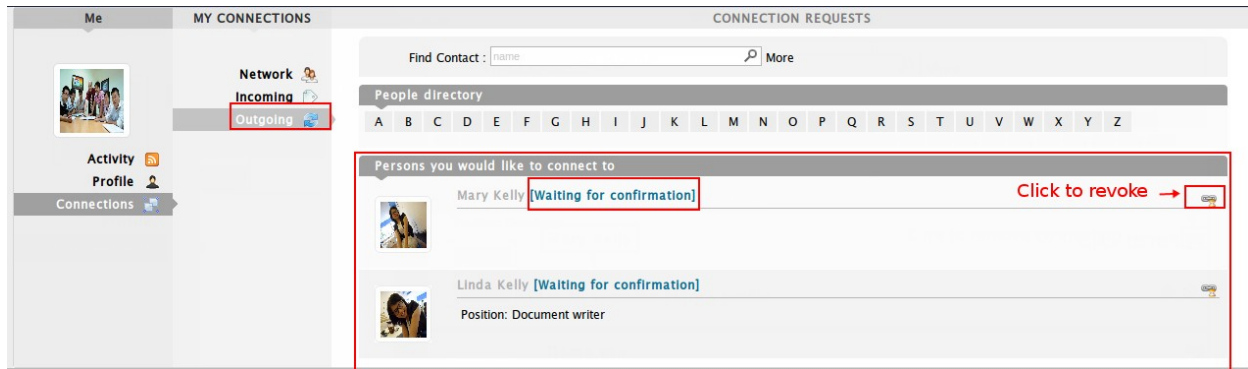 Me
MY CONNECTIONS
CONNECTION REQUESTS
Find Contact : name More
Network
Incoming
Outgoing
Activity
Profile
Connections
People directory
A B C D E F G H I J K L M N O P Q R S T U V W X Y Z
Persons you would like to connect to
Mary Kelly [Waiting for confirmation]
Click to revoke
Linda Kelly [Waiting for confirmation]
Position: Document writer